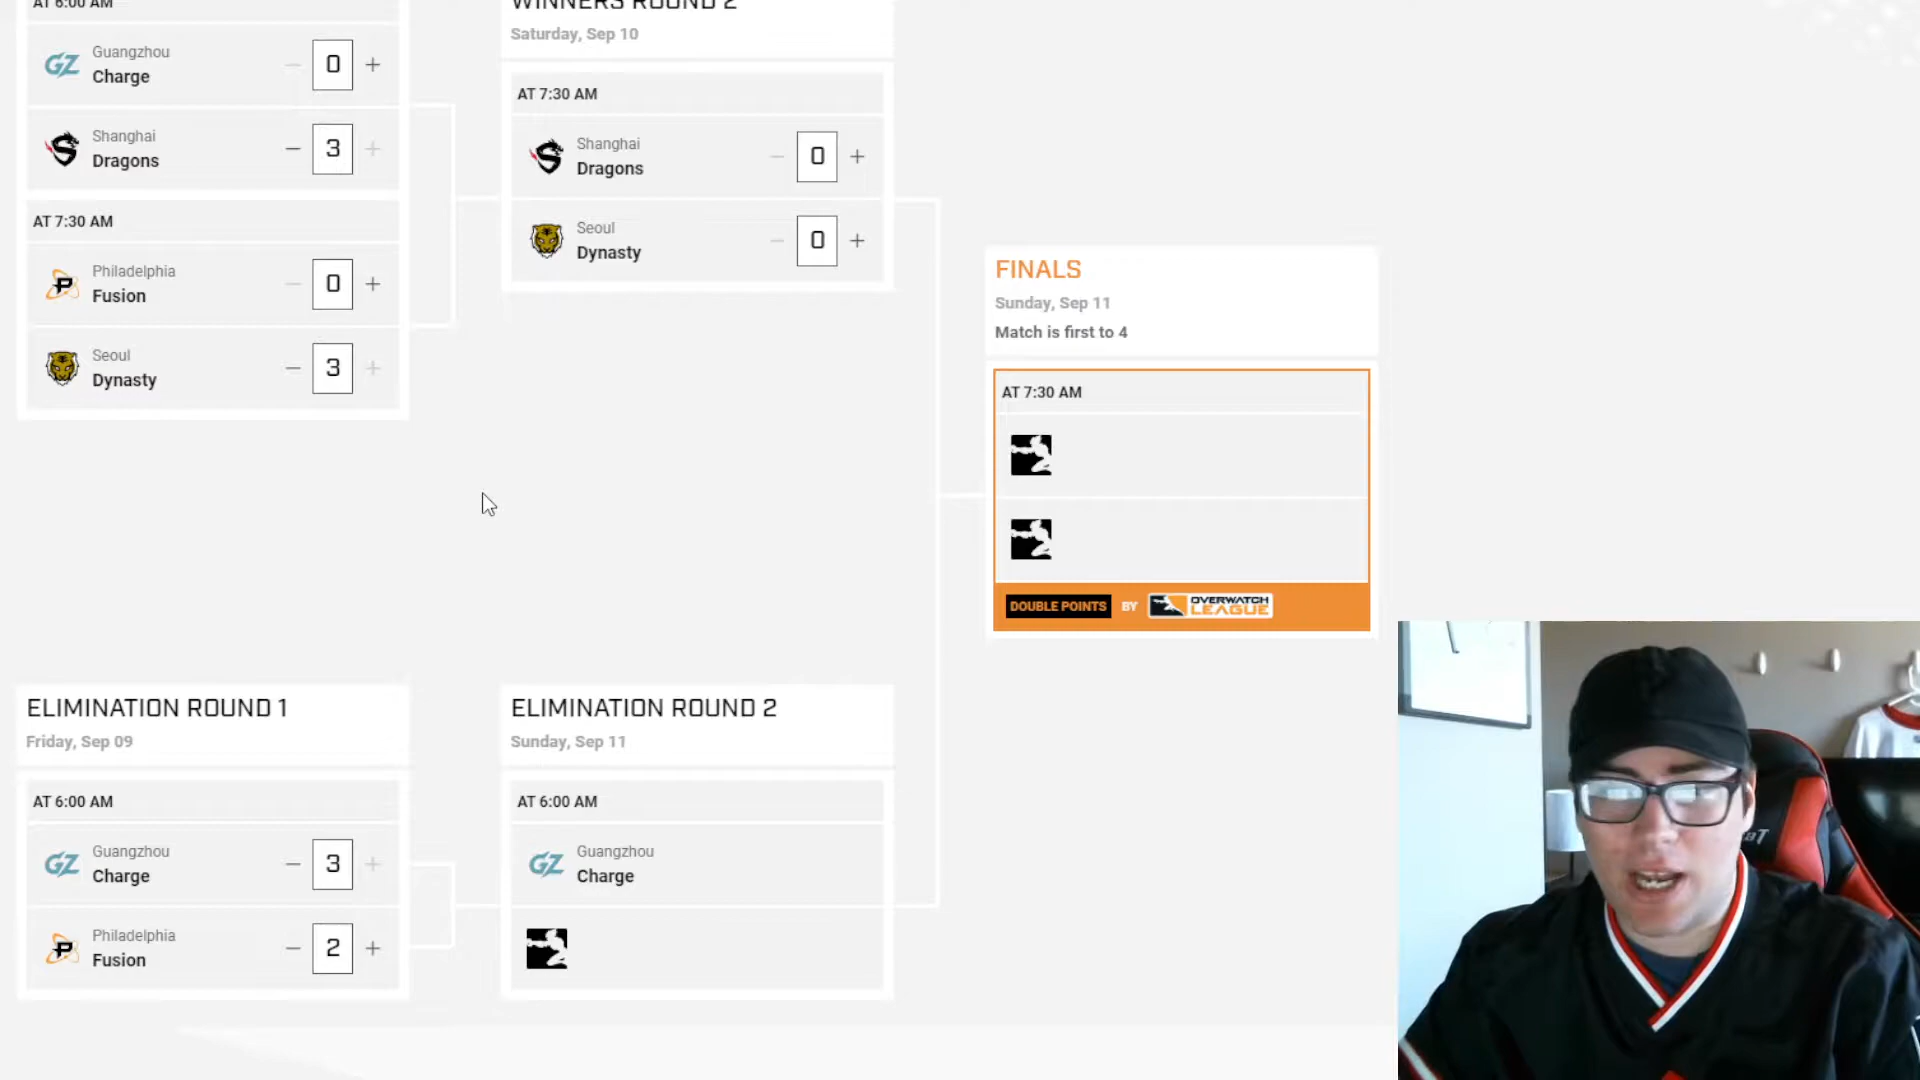 AT 6:00 AM
Guangzhou
Charge
0
Shanghai
Dragons
3
AT 7:30 AM
Philadelphia
Fusion
0
Seoul
Dynasty
3
WINNERS ROUND 2
Saturday, Sep 10
AT 7:30 AM
Shanghai
Dragons
0
Seoul
Dynasty
0
FINALS
Sunday, Sep 11
Match is first to 4
AT 7:30 AM
DOUBLE POINTS BY OVERWATCH LEAGUE
ELIMINATION ROUND 1
Friday, Sep 09
AT 6:00 AM
Guangzhou
Charge
3
Philadelphia
Fusion
2
ELIMINATION ROUND 2
Sunday, Sep 11
AT 6:00 AM
Guangzhou
Charge